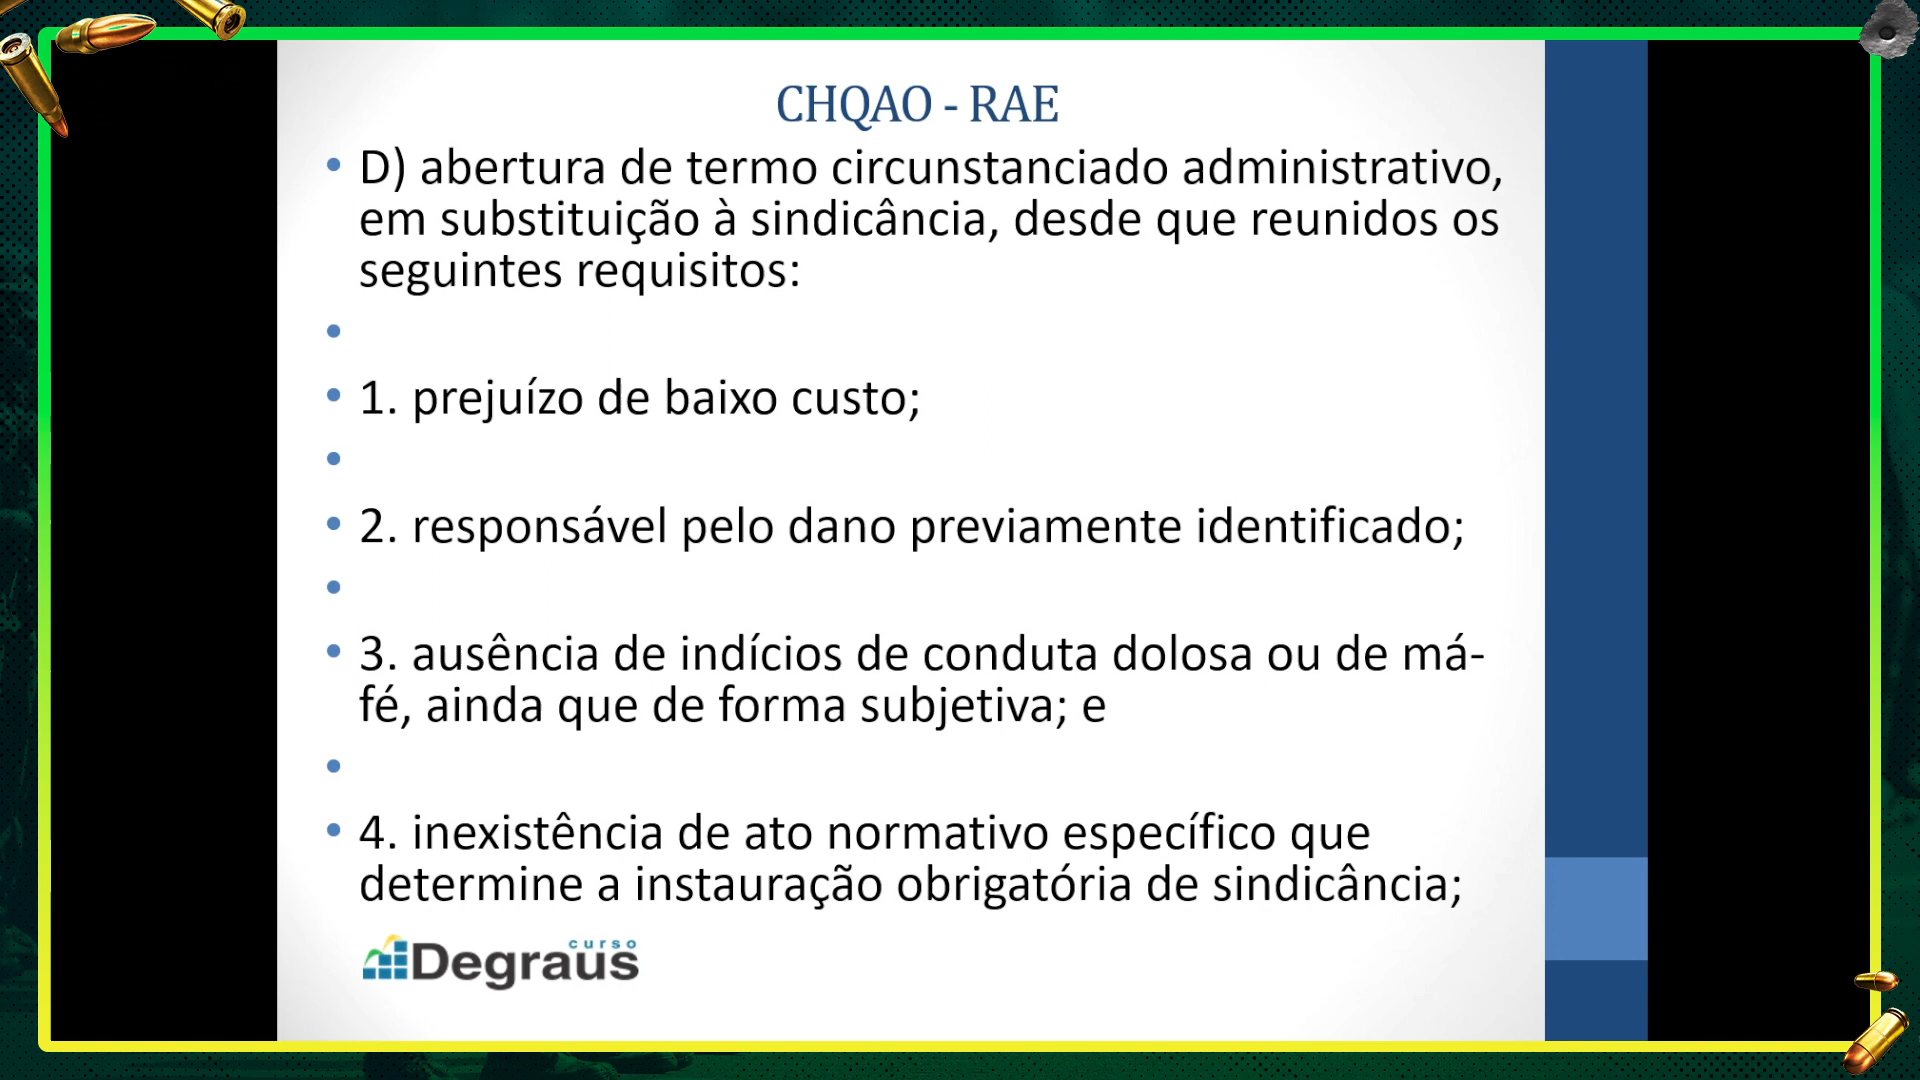 CHQAO - RAE
• D) abertura de termo circunstanciado administrativo,
em substituição à sindicância, desde que reunidos os
seguintes requisitos:
•
• 1. prejuízo de baixo custo;
•
• 2. responsável pelo dano previamente identificado;
•
• 3. ausência de indícios de conduta dolosa ou de má-
fé, ainda que de forma subjetiva; e
•
• 4. inexistência de ato normativo específico que
determine a instauração obrigatória de sindicância;
curso
Degraus